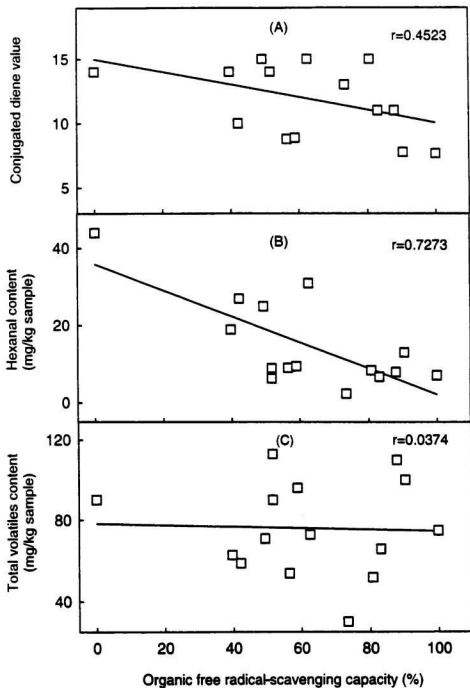 (A)
r=0.4523
Conjugated diene value
15
10
5
(B)
r=0.7273
Hexanal content
(mg/kg sample)
40
20
0
(C)
r=0.0374
Total volatiles content
(mg/kg sample)
120
80
40
0 20 40 60 80 100
Organic free radical-scavenging capacity (%)